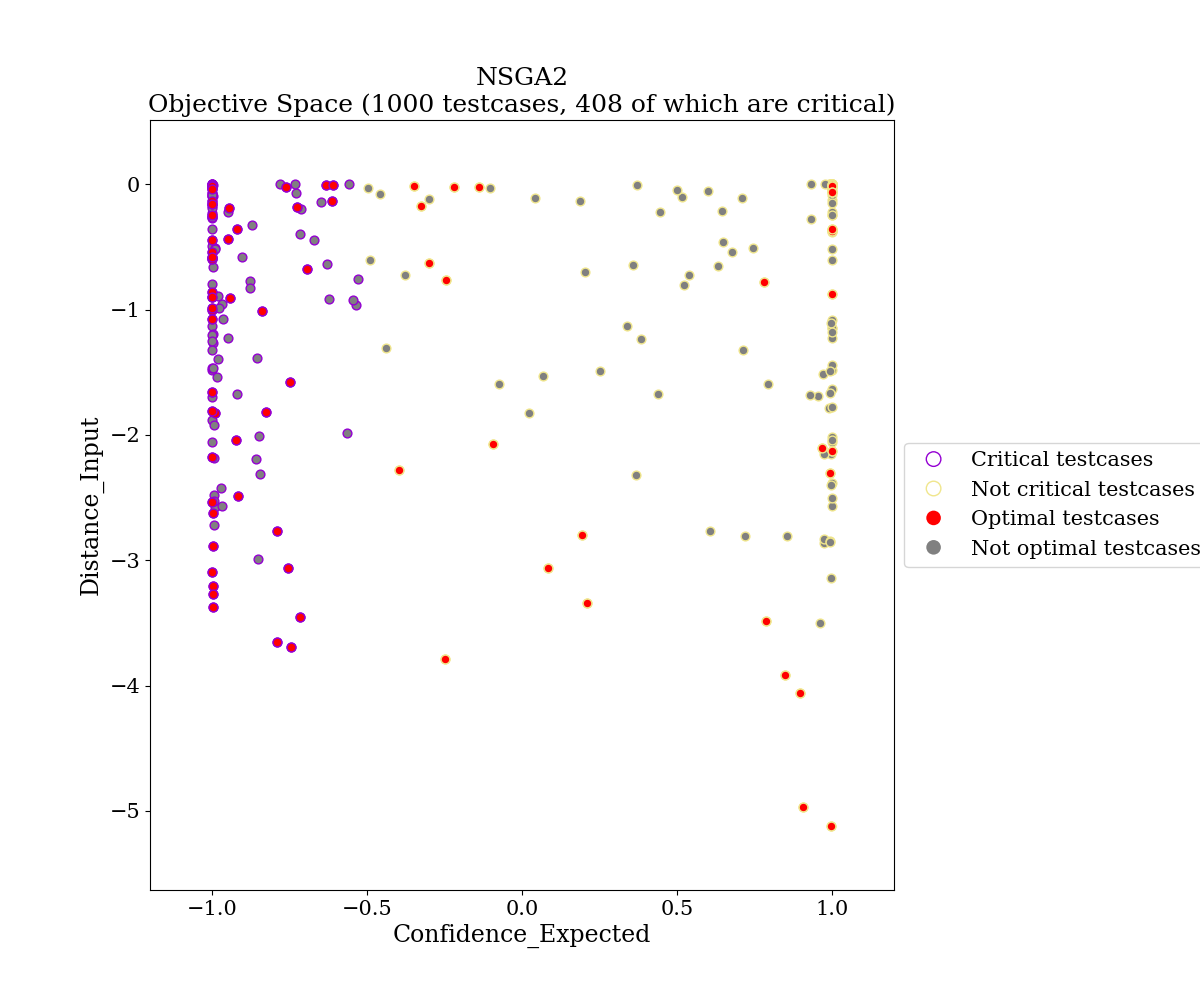 NSGA2
Objective Space (1000 testcases, 408 of which are critical)
0
−1
−2
−3
−4
−5
Distance_Input
−1.0 −0.5 0.0 0.5 1.0
Confidence_Expected
Critical testcases
Not critical testcases
Optimal testcases
Not optimal testcases